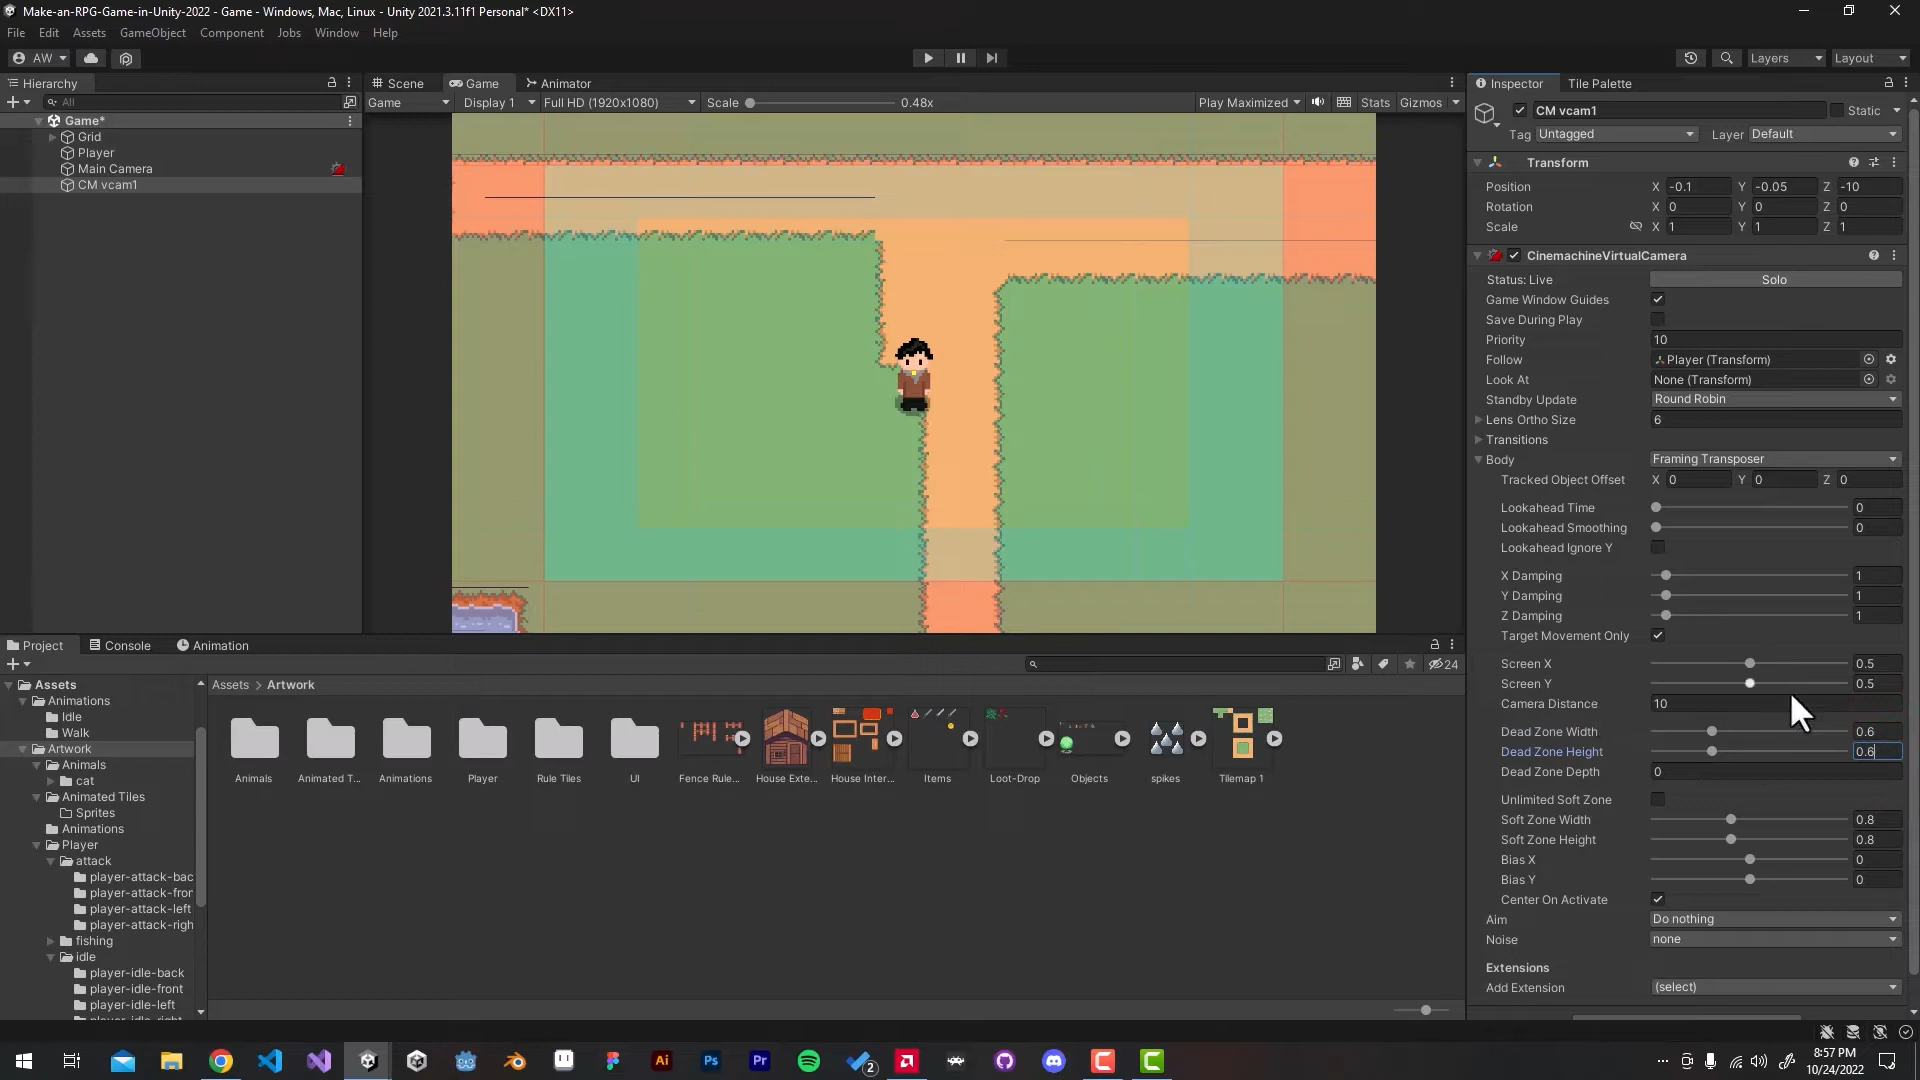 Make-an-RPG-Game-in-Unity-2022 - Game - Windows, Mac, Linux - Unity 2021.3.11f1 Personal* <DX11>
File Edit Assets GameObject Component Jobs Window Help
AW Layers Layout
Hierarchy
All
Game*
Grid
Player
Main Camera
CM vcam1
Scene Game Animator
Game Display 1 Full HD (1920x1080) Scale 0.48x Play Maximized Stats Gizmos
Inspector Tile Palette
CM vcam1 Static
Tag Untagged Layer Default
Transform
Position X -0.1 Y -0.05 Z -10
Rotation X 0 Y 0 Z 0
Scale X 1 Y 1 Z 1
CinemachineVirtualCamera
Status: Live Solo
Game Window Guides
Save During Play
Priority 10
Follow Player (Transform)
Look At None (Transform)
Standby Update Round Robin
Lens Ortho Size 6
Transitions
Body Framing Transposer
Tracked Object Offset X 0 Y 0 Z 0
Lookahead Time 0
Lookahead Smoothing 0
Lookahead Ignore Y
X Damping 1
Y Damping 1
Z Damping 1
Target Movement Only
Screen X 0.5
Screen Y 0.5
Camera Distance 10
Dead Zone Width 0.6
Dead Zone Height 0.6
Dead Zone Depth 0
Unlimited Soft Zone
Soft Zone Width 0.8
Soft Zone Height 0.8
Bias X 0
Bias Y 0
Center On Activate
Aim Do nothing
Noise none
Extensions
Add Extension (select)
Project Console Animation
24
Assets
Animations
Idle
Walk
Artwork
Animals
cat
Animated Tiles
Sprites
Animations
Player
attack
player-attack-bac
player-attack-fror
player-attack-left
player-attack-righ
fishing
idle
player-idle-back
player-idle-front
player-idle-left
player-idle-right
Assets > Artwork
Animals Animated T... Animations Player Rule Tiles UI Fence Rule... House Exte... House Inter... Items Loot-Drop Objects spikes Tilemap 1
Ai Ps Pr 2
8:57 PM
10/24/2022